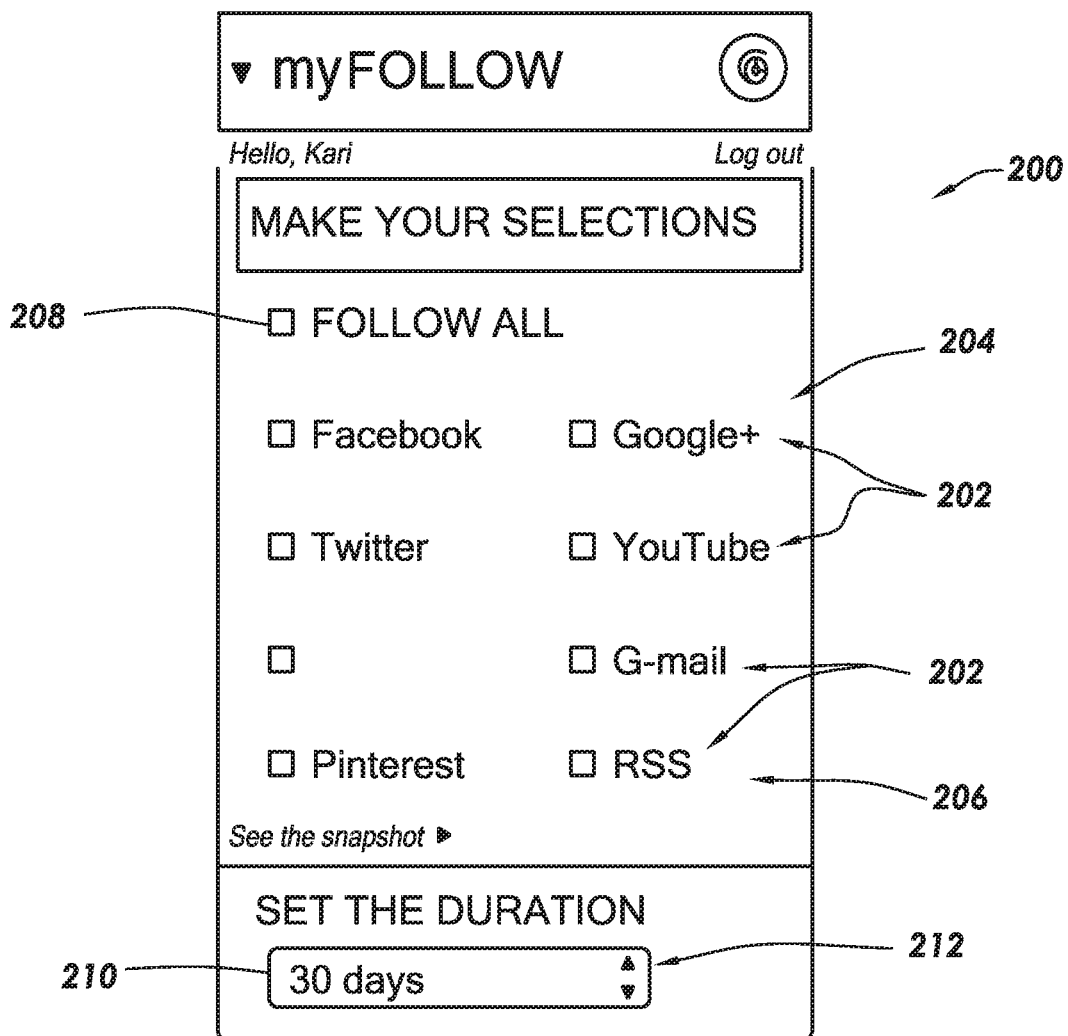 ▼ myFOLLOW
Hello, Kari Log out
200
MAKE YOUR SELECTIONS
208
☐ FOLLOW ALL
204
☐ Facebook ☐ Google+
202
☐ Twitter ☐ YouTube
☐ ☐ G-mail
202
☐ Pinterest ☐ RSS
206
See the snapshot ▶
SET THE DURATION
212
210
30 days